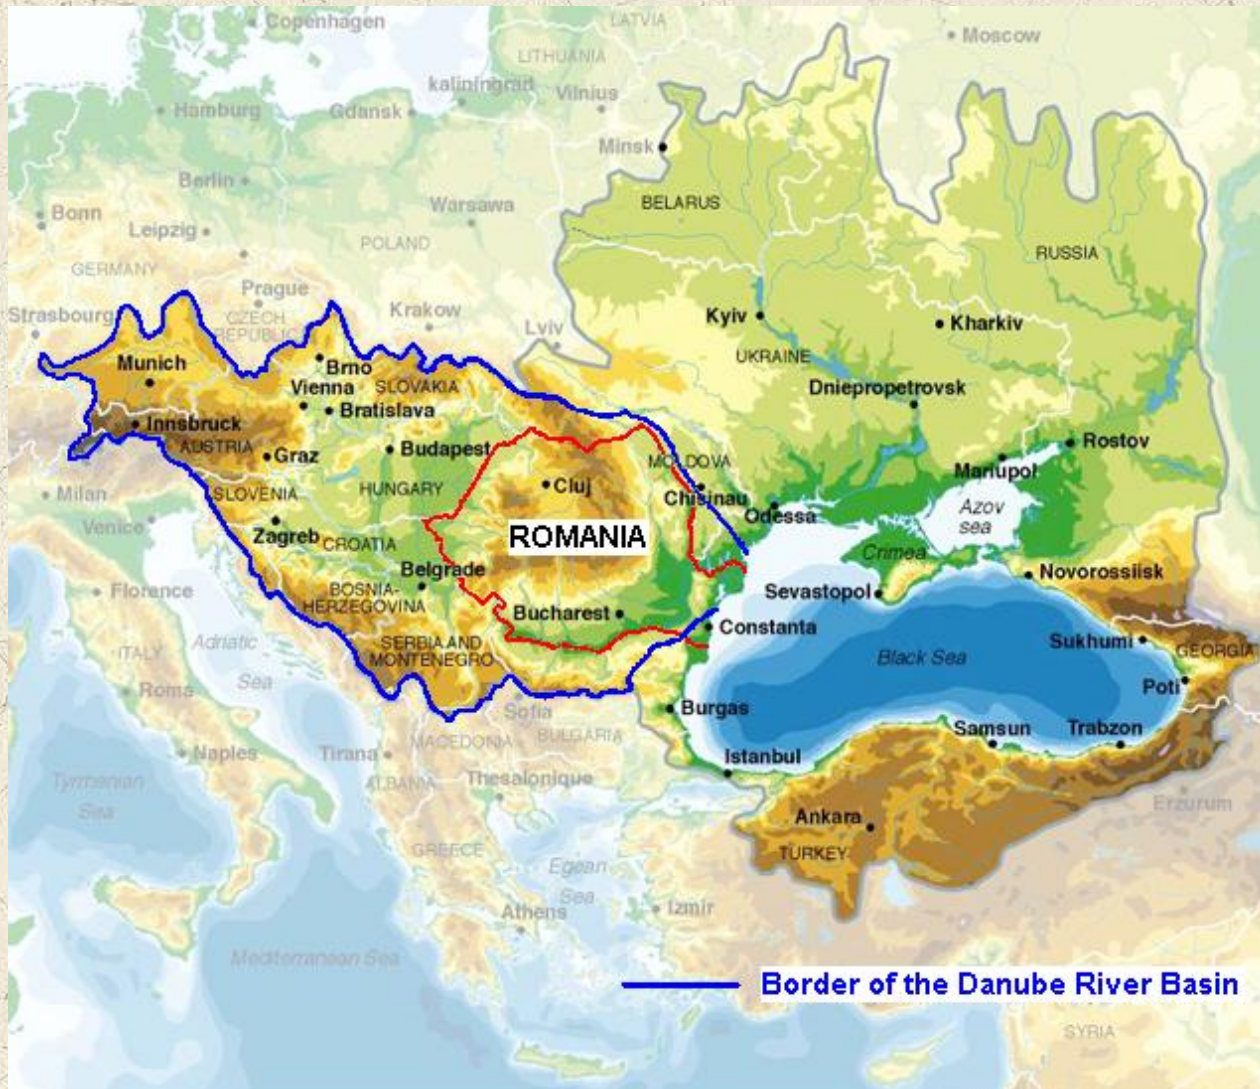 Copenhagen
LATVIA
Moscow
LITHUANIA
kaliningrad
Vilnius
Hamburg
Gdansk
Minsk
Berlin
BELARUS
Bonn
Warsawa
Leipzig
POLAND
RUSSIA
GERMANY
Prague
Strasbourg
CZECH
REPUBLIC
Krakow
Lviv
Kyiv
Kharkiv
UKRAINE
Munich
Brno
Vienna
SLOVAKIA
Dniepropetrovsk
Bratislava
Innsbruck
AUSTRIA
Graz
Budapest
Rostov
MOLDOVA
Mariupol
Milan
SLOVENIA
HUNGARY
Cluj
Chisinau
Odessa
Azov
sea
Venice
Zagreb
CROATIA
ROMANIA
Crimea
Belgrade
Novorossiisk
Florence
BOSNIA-
HERZEGOVINA
Sevastopol
Bucharest
Constanta
Adriatic
Sea
ITALY
SERBIA AND
MONTENEGRO
Black Sea
Sukhumi
GEORGIA
Roma
Poti
Sofia
Burgas
Naples
Tirana
MACEDONIA
BULGARIA
Samsun
Trabzon
Istanbul
Tyrrhenian
Sea
ALBANIA
Thesalonique
Erzurum
Ankara
GREECE
TURKEY
Egean
Sea
Athens
Izmir
Mediterranean Sea
Border of the Danube River Basin
SYRIA